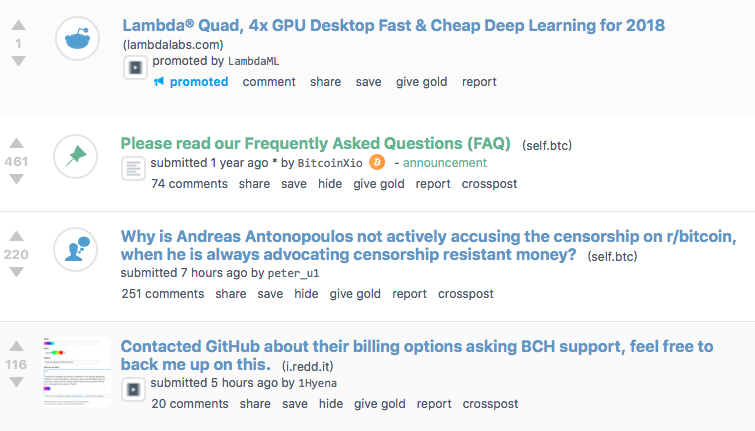 Lambda® Quad, 4x GPU Desktop Fast & Cheap Deep Learning for 2018
(lambdalabs.com)
1
promoted by LambdaML
promoted comment share save give gold report
Please read our Frequently Asked Questions (FAQ) (self.btc)
461
submitted 1 year ago * by BitcoinXio - announcement
74 comments share save hide give gold report crosspost
Why is Andreas Antonopoulos not actively accusing the censorship on r/bitcoin,
220
when he is always advocating censorship resistant money? (self.btc)
submitted 7 hours ago by peter_u1
251 comments share save hide give gold report crosspost
Contacted GitHub about their billing options asking BCH support, feel free to
116
back me up on this. (i.redd.it)
submitted 5 hours ago by 1Hyena
20 comments share save hide give gold report crosspost